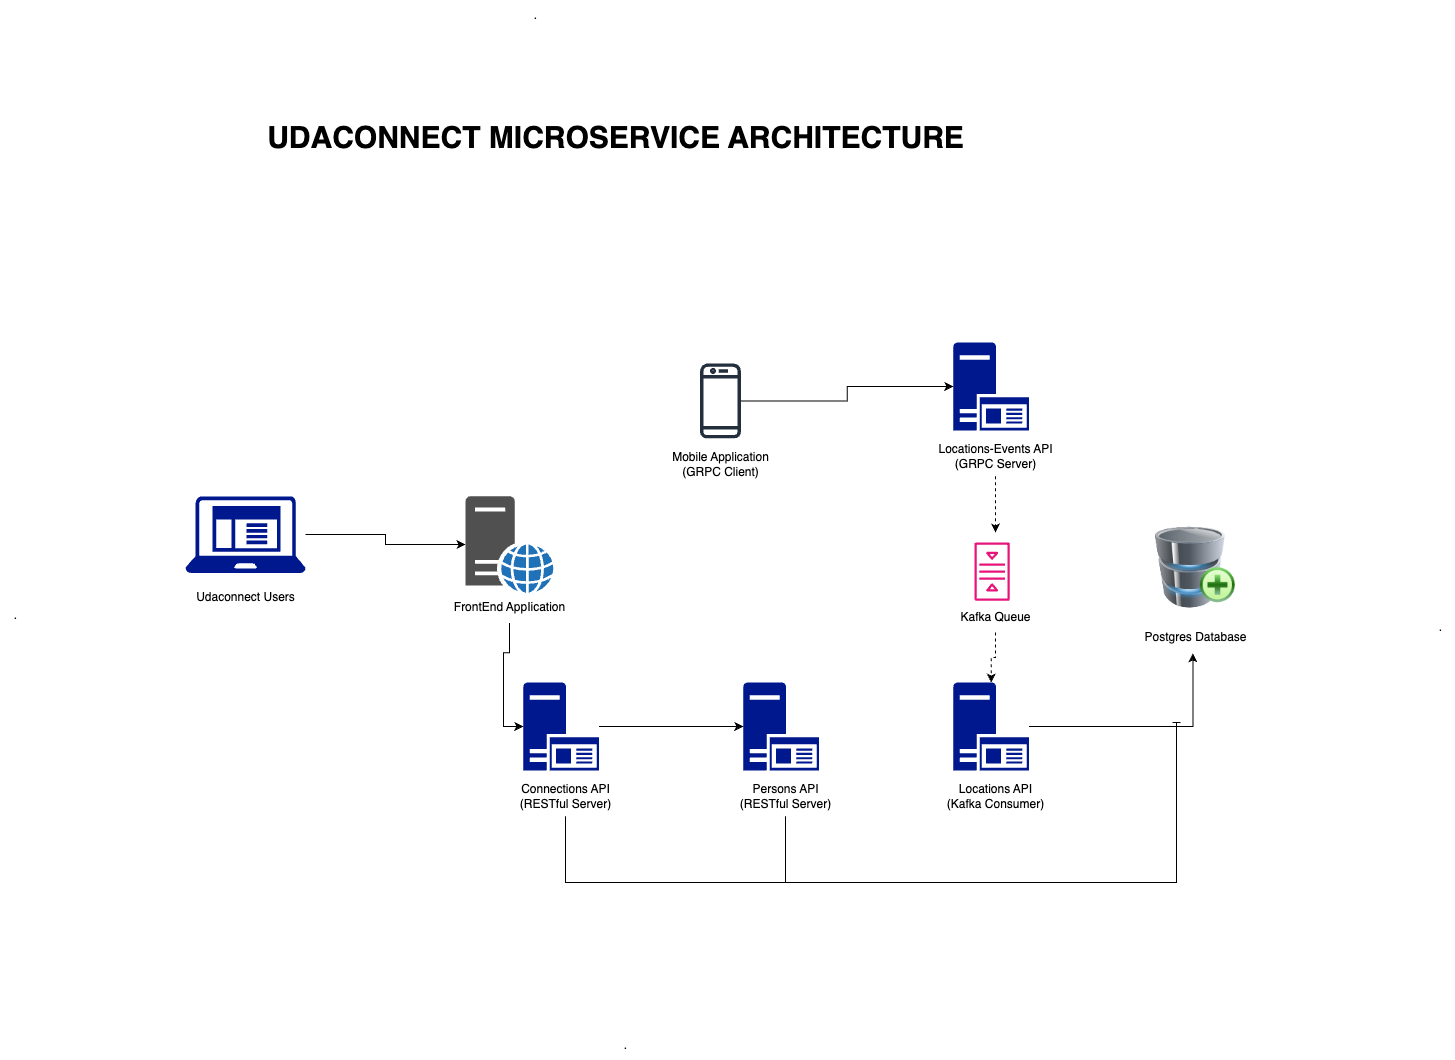 UDACONNECT MICROSERVICE ARCHITECTURE
Mobile Application
(GRPC Client)
Locations-Events API
(GRPC Server)
Udaconnect Users
FrontEnd Application
Kafka Queue
Postgres Database
Connections API
(RESTful Server)
Persons API
(RESTful Server)
Locations API
(Kafka Consumer)